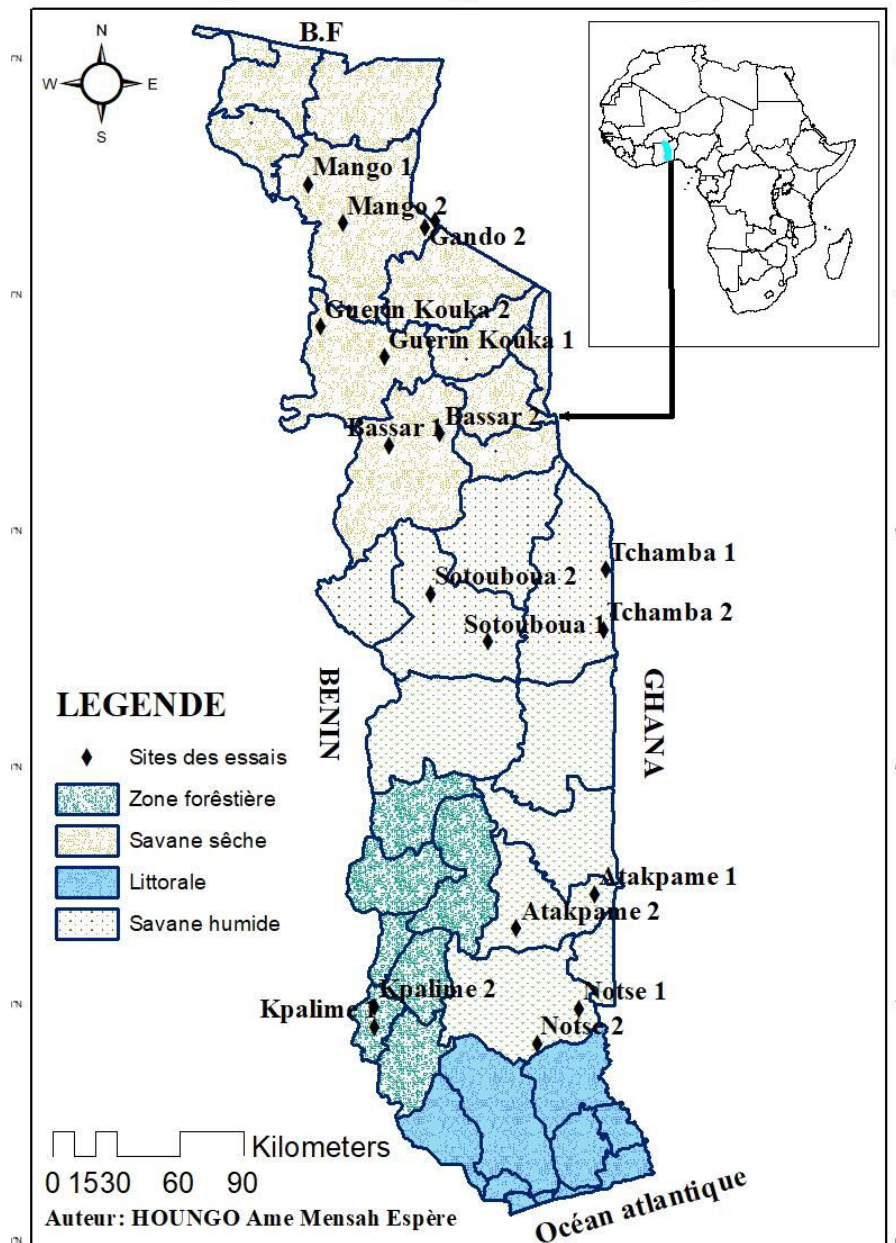 B.F
N
W
E
S
Mango 1
Mango 2
Gando 2
Guerin Kouka 2
Guerin Kouka 1
Bassar 2
Bassar 1
Tchamba 1
Sotouboua 2
Tchamba 2
Sotouboua 1
BENIN
GHANA
LEGENDE
Sites des essais
Zone forêstière
Savane sêche
Littorale
Savane humide
Atakpame 1
Atakpame 2
Kpalime 2
Kpalime 1
Notse 1
Notse 2
Kilometers
0 1530 60 90
Auteur: HOUNGO Ame Mensah Espère
Océan atlantique